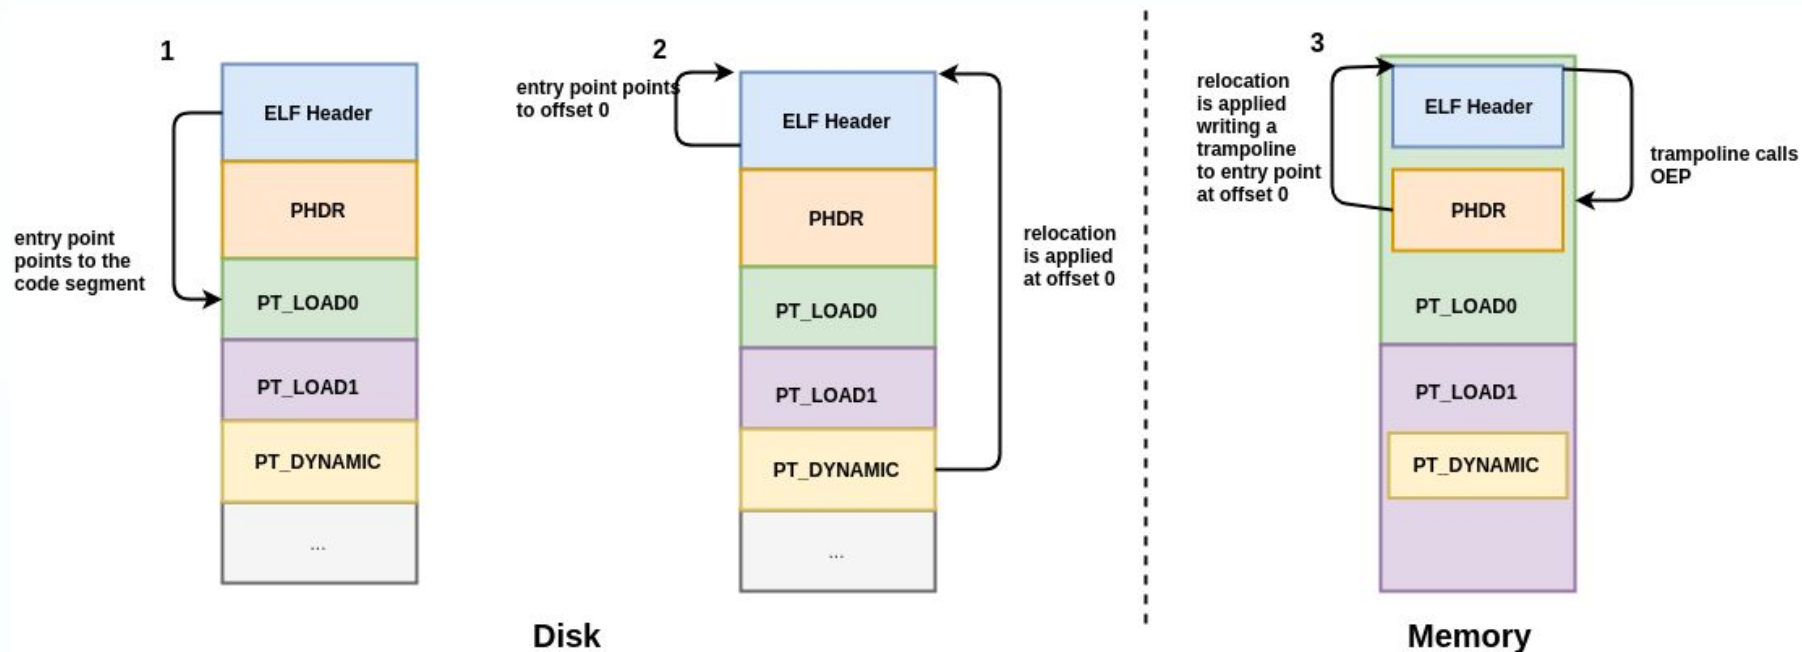 1
ELF Header
PHDR
entry point
points to the
code segment
PT_LOAD0
PT_LOAD1
PT_DYNAMIC
...
2
entry point points
to offset 0
ELF Header
PHDR
relocation
is applied
at offset 0
PT_LOAD0
PT_LOAD1
PT_DYNAMIC
...
Disk
3
relocation
is applied
writing a
trampoline
to entry point
at offset 0
ELF Header
trampoline calls
OEP
PHDR
PT_LOAD0
PT_LOAD1
PT_DYNAMIC
Memory